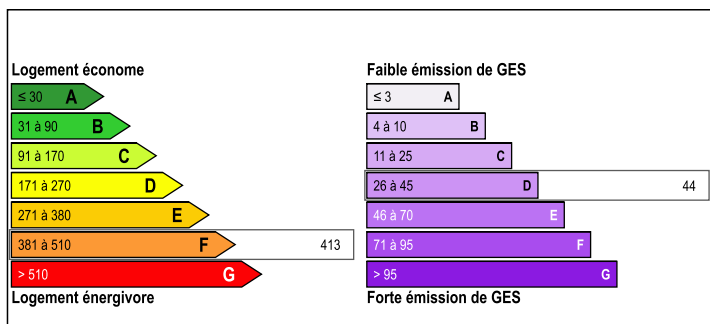 Logement économe
≤ 30 A
31 à 90 B
91 à 170 C
171 à 270 D
271 à 380 E
381 à 510 F 413
> 510 G
Logement énergivore
Faible émission de GES
≤ 3 A
4 à 10 B
11 à 25 C
26 à 45 D 44
46 à 70 E
71 à 95 F
> 95 G
Forte émission de GES